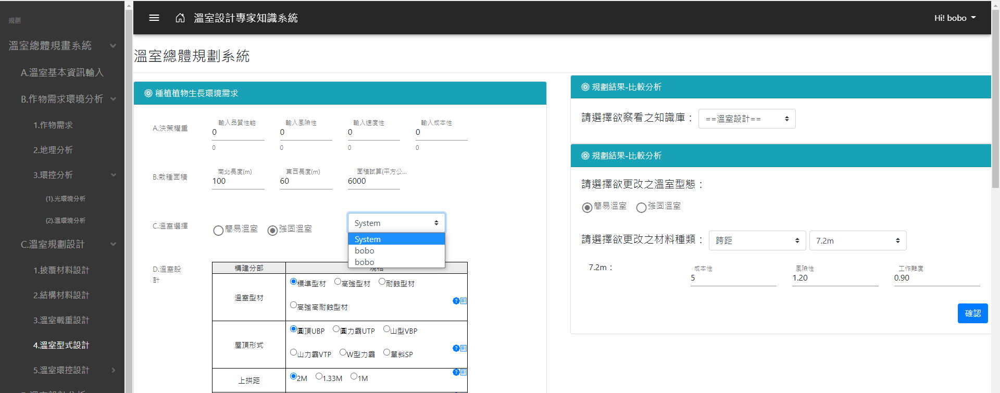 規劃
溫室總體規畫系統
A.溫室基本資訊輸入
B.作物需求環境分析
1.作物需求
2.地理分析
3.環控分析
(1).光環境分析
(2).溫環境分析
C.溫室規劃設計
1.披覆材料設計
2.結構材料設計
3.溫室載重設計
4.溫室型式設計
5.溫室環控設計
溫室設計專家知識系統
Hi! bobo
溫室總體規劃系統
種植植物生長環境需求
A.決策權重
輸入品質性能 輸入風險性 輸入速度性 輸入成本性
0 0 0 0
0 0 0 0
B.栽種面積
南北長度(m) 東西長度(m) 面積試算(平方公...
100 60 6000
C.溫室選擇
簡易溫室 強固溫室
System
System
bobo
bobo
D.溫室設
計
構建分部
溫室型材
標準型材 高強型材 耐蝕型材
高強高耐蝕型材
屋頂形式
圓頂UBP 圓力霸UTP 山型VBP
山力霸VTP W型力霸 單斜SP
上拱距
2M 1.33M 1M
規劃結果-比較分析
請選擇欲察看之知識庫：
==溫室設計==
規劃結果-比較分析
請選擇欲更改之溫室型態：
簡易溫室 強固溫室
請選擇欲更改之材料種類：
跨距 7.2m
7.2m：
成本性 風險性 工作難度
5 1.20 0.90
確認